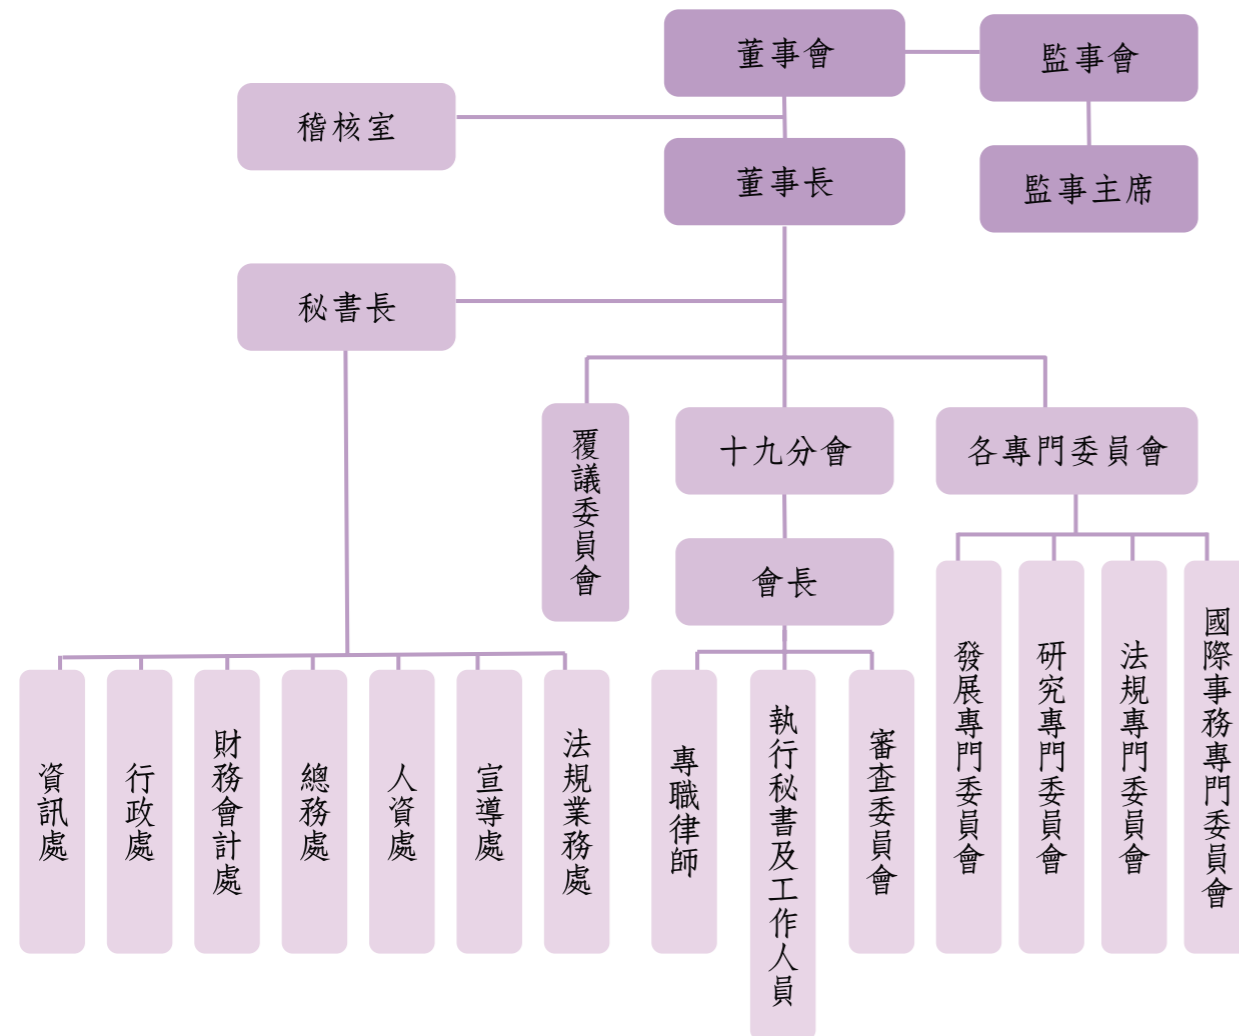 董事會
監事會
稽核室
董事長
監事主席
秘書長
覆議委員會
十九分會
各專門委員會
會長
發展專門委員會
研究專門委員會
法規專門委員會
國際事務專門委員會
資訊處
行政處
財務會計處
總務處
人資處
宣導處
法規業務處
專職律師
執行秘書及工作人員
審查委員會